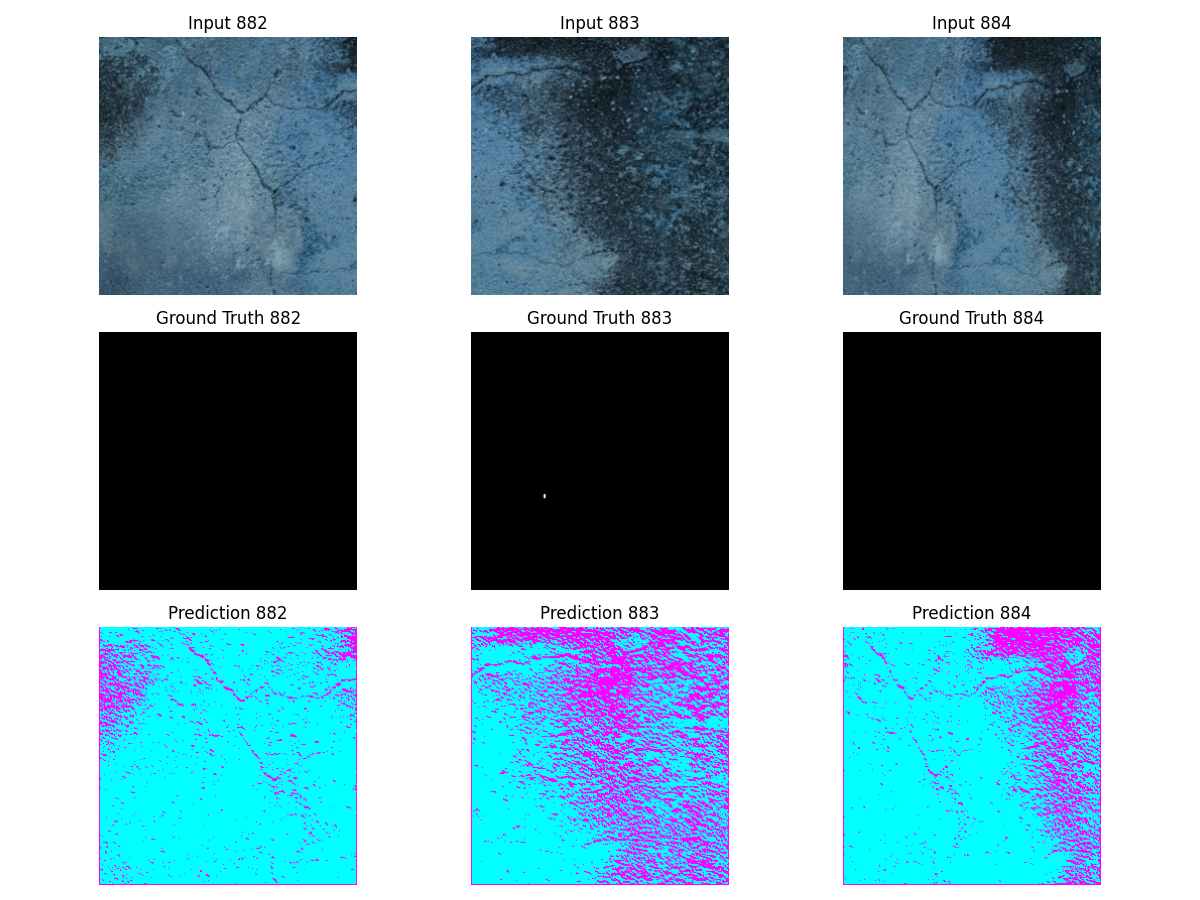 Input 882
Input 883
Input 884
Ground Truth 882
Ground Truth 883
Ground Truth 884
Prediction 882
Prediction 883
Prediction 884